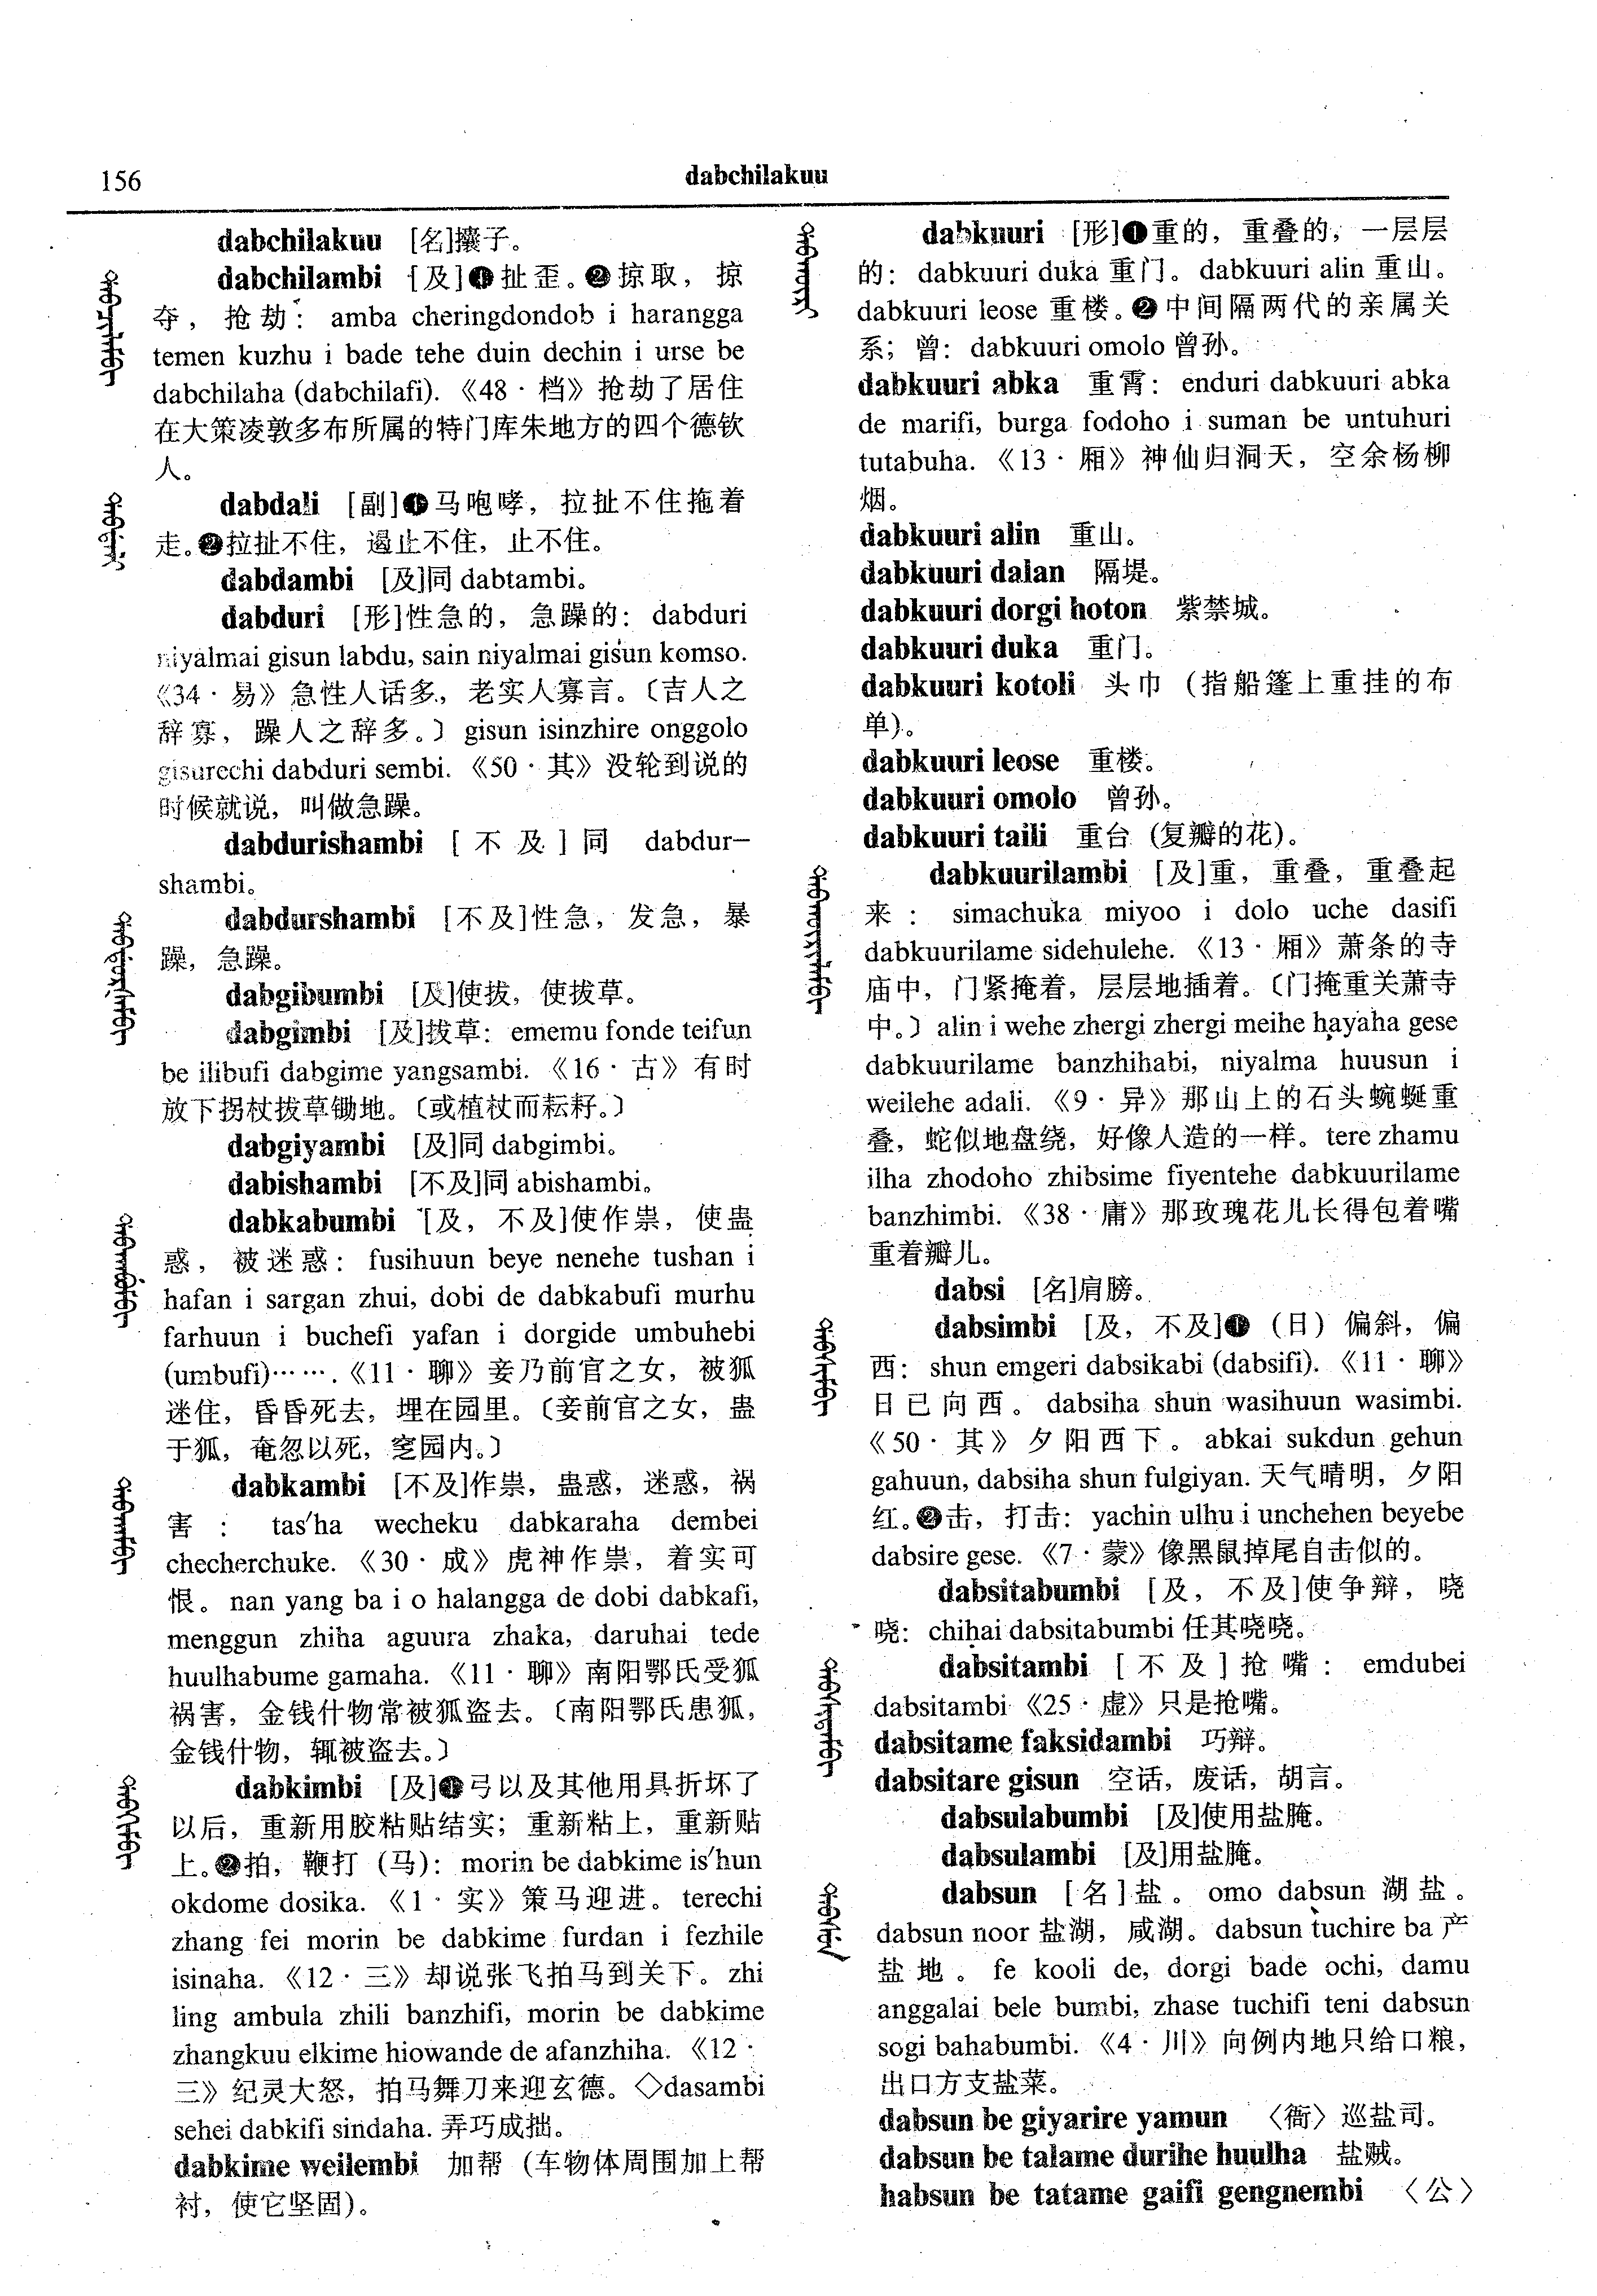 156
dabchilakuu
dabchilakuu [名]攮子。
dabchilambi [及]❶扯歪。❷掠取，掠
夺，抢劫：amba cheringdondob i harangga
temen kuzhu i bade tehe duin dechin i urse be
dabchilaha (dabchilafi). 《48·档》抢劫了居住
在大策凌敦多布所属的特门库朱地方的四个德钦
人。
dabdali [副]❶马咆哮，拉扯不住拖着
走。❷拉扯不住，遏止不住，止不住。
dabdambi [及]同 dabtambi。
dabduri [形]性急的，急躁的：dabduri
niyalmai gisun labdu, sain niyalmai gisun komso.
《34·易》急性人话多，老实人寡言。〔吉人之
辞寡，躁人之辞多。〕gisun isinzhire onggolo
gisurechi dabduri sembi. 《50·其》没轮到说的
时候就说，叫做急躁。
dabdurishambi [不及]同 dabdur—
shambi。
dabdurshambi [不及]性急，发急，暴
躁，急躁。
dabgibumbi [及]使拔，使拔草。
dabgimbi [及]拔草：ememu fonde teifun
be ilibufi dabgime yangsambi. 《16·古》有时
放下拐杖拔草锄地。〔或植杖而耘耔。〕
dabgiyambi [及]同 dabgimbi。
dabishambi [不及]同 abishambi。
dabkabumbi [及，不及]使作祟，使蛊
惑，被迷惑：fusihuun beye nenehe tushan i
hafan i sargan zhui, dobi de dabkabufi murhu
farhuun i buchefi yafan i dorgide umbuhebi
(umbufi)……. 《11·聊》妾乃前官之女，被狐
迷住，昏昏死去，埋在园里。〔妾前官之女，蛊
于狐，奄忽以死，窆园内。〕
dabkambi [不及]作祟，蛊惑，迷惑，祸
害：tas'ha wecheku dabkaraha dembei
checherchuke. 《30·成》虎神作祟，着实可
恨。nan yang ba i o halangga de dobi dabkafi,
menggun zhiha aguura zhaka, daruhai tede
huulhabume gamaha. 《11·聊》南阳鄂氏受狐
祸害，金钱什物常被狐盗去。〔南阳鄂氏患狐，
金钱什物，辄被盗去。〕
dabkimbi [及]❶弓以及其他用具折坏了
以后，重新用胶粘贴结实；重新粘上，重新贴
上。❷拍，鞭打（马）：morin be dabkime is'hun
okdome dosika. 《1·实》策马迎进。terechi
zhang fei morin be dabkime furdan i fezhile
isinaha. 《12·三》却说张飞拍马到关下。zhi
ling ambula zhili banzhifi, morin be dabkime
zhangkuu elkime hiowande de afanzhiha. 《12·
三》纪灵大怒，拍马舞刀来迎玄德。◇dasambi
sehei dabkifi sindaha. 弄巧成拙。
dabkime weilembi 加帮（车物体周围加上帮
衬，使它坚固）。
dabkuuri [形]❶重的，重叠的；一层层
的：dabkuuri duka 重门。dabkuuri alin 重山。
dabkuuri leose 重楼。❷中间隔两代的亲属关
系；曾：dabkuuri omolo 曾孙。
dabkuuri abka 重霄：enduri dabkuuri abka
de marifi, burga fodoho i suman be untuhuri
tutabuha. 《13·厢》神仙归洞天，空余杨柳
烟。
dabkuuri alin 重山。
dabkuuri dalan 隔堤。
dabkuuri dorgi hoton 紫禁城。
dabkuuri duka 重门。
dabkuuri kotoli 头巾（指船篷上重挂的布
单）。
dabkuuri leose 重楼。
dabkuuri omolo 曾孙。
dabkuuri taili 重台（复瓣的花）。
dabkuurilambi [及]重，重叠，重叠起
来：simachuka miyoo i dolo uche dasifi
dabkuurilame sidehulehe. 《13·厢》萧条的寺
庙中，门紧掩着，层层地插着。〔门掩重关萧寺
中。〕alin i wehe zhergi zhergi meihe hayaha gese
dabkuurilame banzhihabi, niyalma huusun i
weilehe adali. 《9·异》那山上的石头蜿蜒重
叠，蛇似地盘绕，好像人造的一样。tere zhamu
ilha zhodoho zhibsime fiyentehe dabkuurilame
banzhimbi. 《38·庸》那玫瑰花儿长得包着嘴
重着瓣儿。
dabsi [名]肩膀。
dabsimbi [及，不及]❶（日）偏斜，偏
西：shun emgeri dabsikabi (dabsifi). 《11·聊》
日已向西。dabsiha shun wasihuun wasimbi.
《50·其》夕阳西下。abkai sukdun gehun
gahuun, dabsiha shun fulgiyan. 天气晴明，夕阳
红。❷击，打击：yachin ulhu i unchehen beyebe
dabsire gese. 《7·蒙》像黑鼠掉尾自击似的。
dabsitabumbi [及，不及]使争辩，哓
哓：chihai dabsitabumbi 任其哓哓。
dabsitambi [不及]抢嘴：emdubei
dabsitambi 《25·虚》只是抢嘴。
dabsitame faksidambi 巧辩。
dabsitare gisun 空话，废话，胡言。
dabsulabumbi [及]使用盐腌。
dabsulambi [及]用盐腌。
dabsun [名]盐。omo dabsun 湖盐。
dabsun noor 盐湖，咸湖。dabsun tuchire ba 产
盐地。fe kooli de, dorgi bade ochi, damu
anggalai bele bumbi, zhase tuchifi teni dabsun
sogi bahabumbi. 《4·川》向例内地只给口粮，
出口方支盐菜。
dabsun be giyarire yamun 〈衙〉巡盐司。
dabsun be talame durihe huulha 盐贼。
habsun be tatame gaifi gengnembi 〈公〉